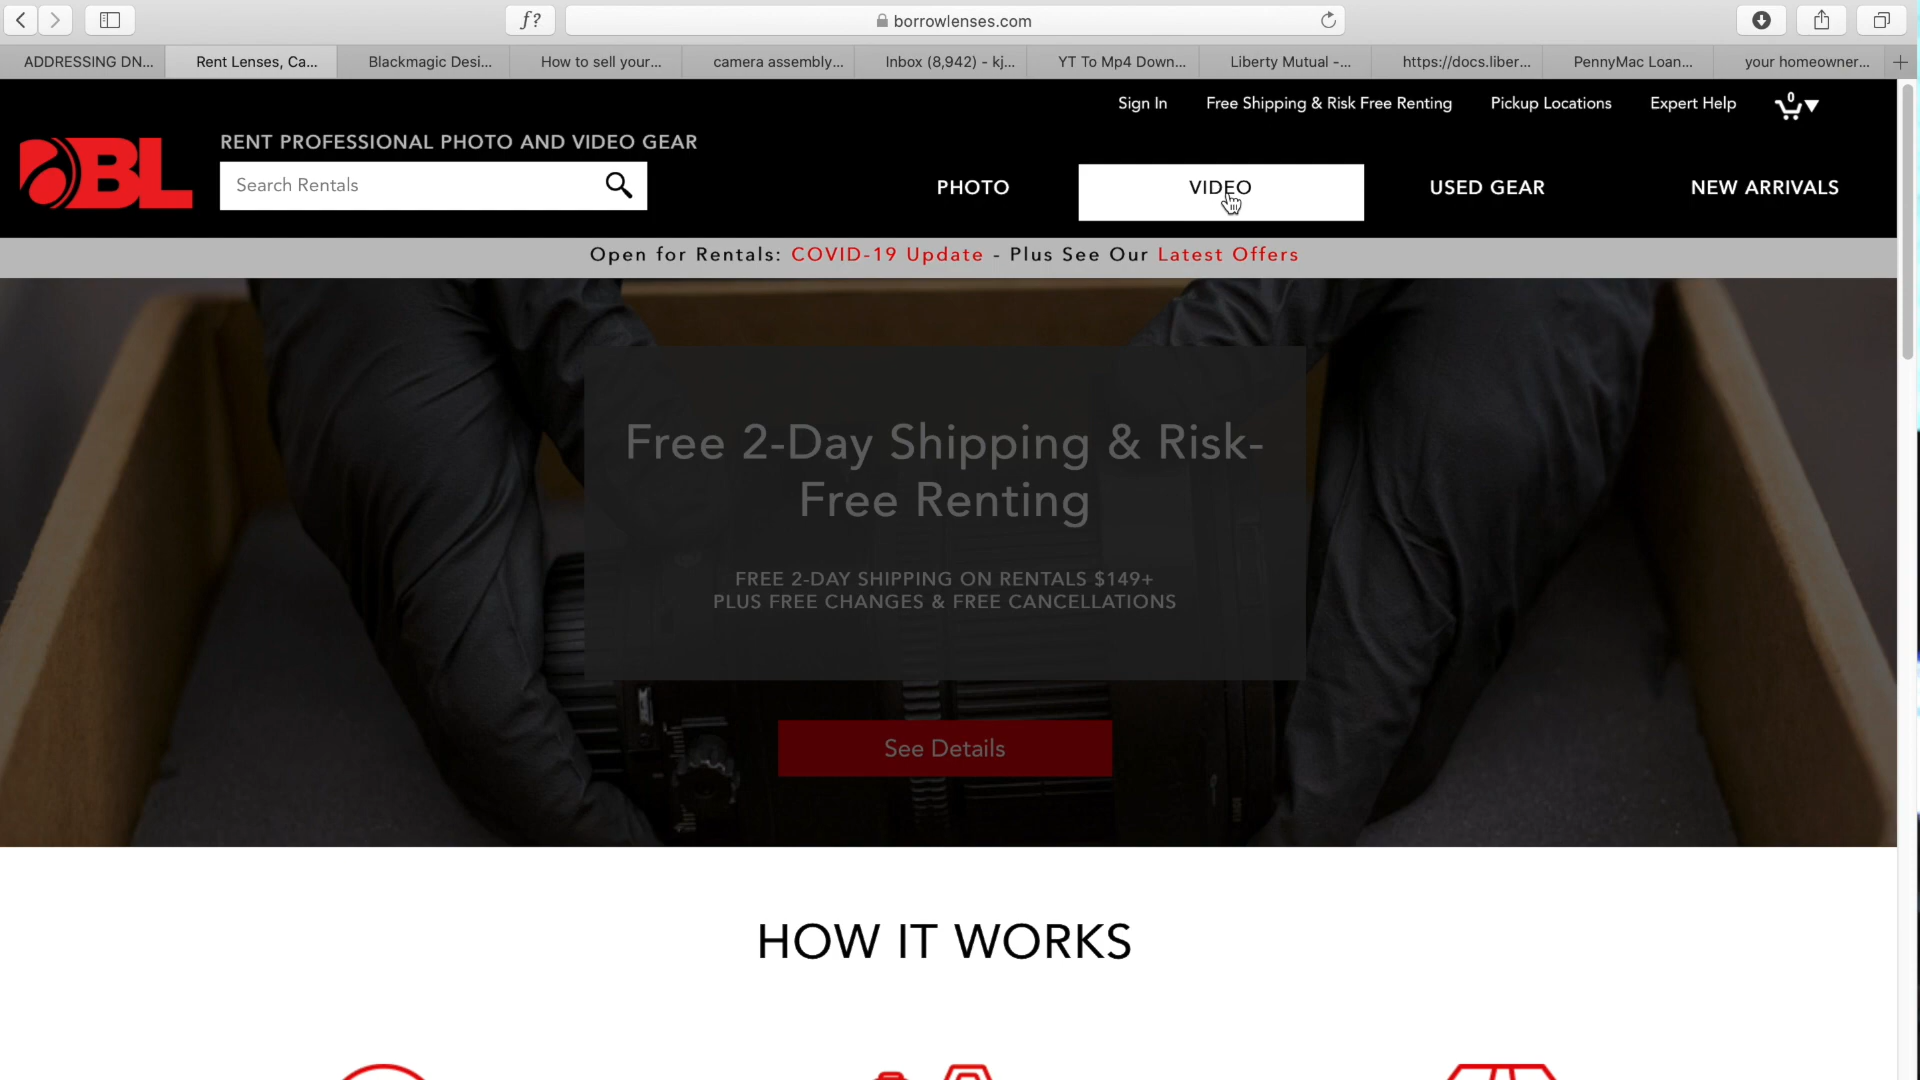 ƒ?
borrowlenses.com
ADDRESSING DN...
Rent Lenses, Ca...
Blackmagic Desi...
How to sell your...
camera assembly...
Inbox (8,942) - kj...
YT To Mp4 Down...
Liberty Mutual -...
https://docs.liber...
PennyMac Loan...
your homeowner...
Sign In
Free Shipping & Risk Free Renting
Pickup Locations
Expert Help
0
BL
RENT PROFESSIONAL PHOTO AND VIDEO GEAR
Search Rentals
PHOTO
VIDEO
USED GEAR
NEW ARRIVALS
Open for Rentals: COVID-19 Update - Plus See Our Latest Offers
Free 2-Day Shipping & Risk-
Free Renting
FREE 2-DAY SHIPPING ON RENTALS $149+
PLUS FREE CHANGES & FREE CANCELLATIONS
See Details
HOW IT WORKS